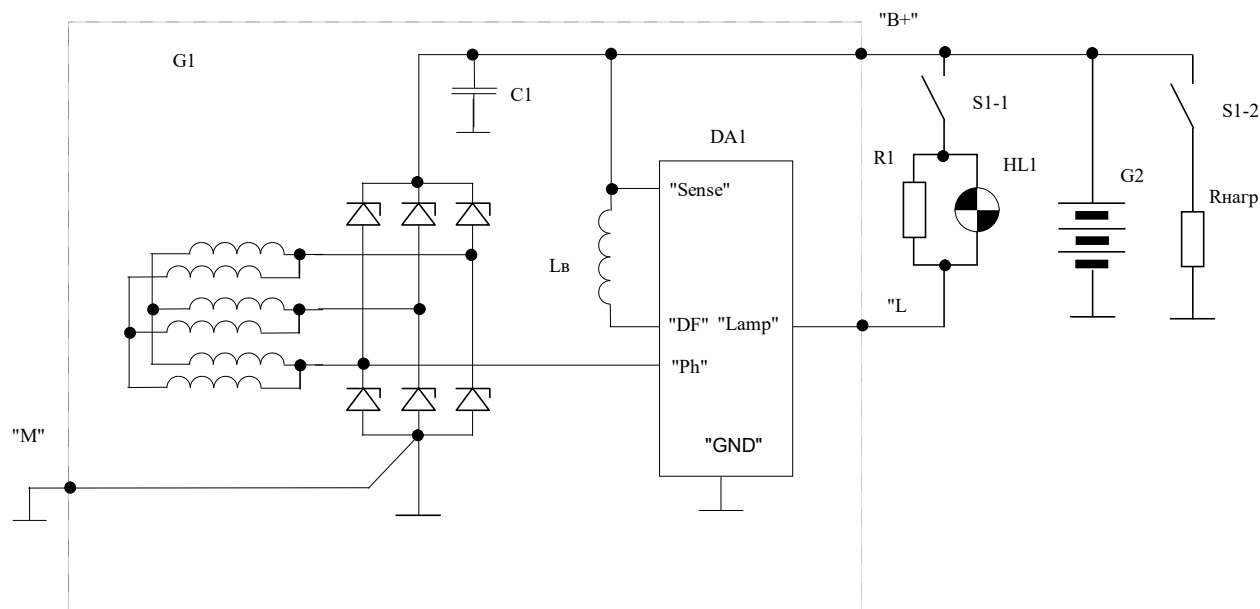 "B+"
G1
C1
S1-1
S1-2
DA1
R1
HL1
G2
"Sense"
Rнагр
Lв
"L
"DF"
"Lamp"
"Ph"
"M"
"GND"